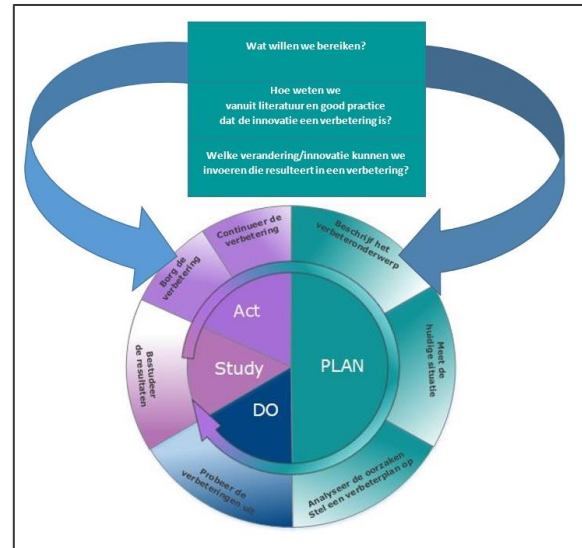 Wat willen we bereiken?
Hoe weten we
vanuit literatuur en good practice
dat de innovatie een verbetering is?
Welke verandering/innovatie kunnen we
invoeren die resulteert in een verbetering?
Beschrijf het
verbeteronderwerp
Meet de
huidige situatie
Analyseer de oorzaken
Stel een verbeterplan op
Probeer de
verbeteringen uit
Bestudeer
de resultaten
Borg de
verbetering
Continueer de
verbetering
PLAN
DO
Study
Act